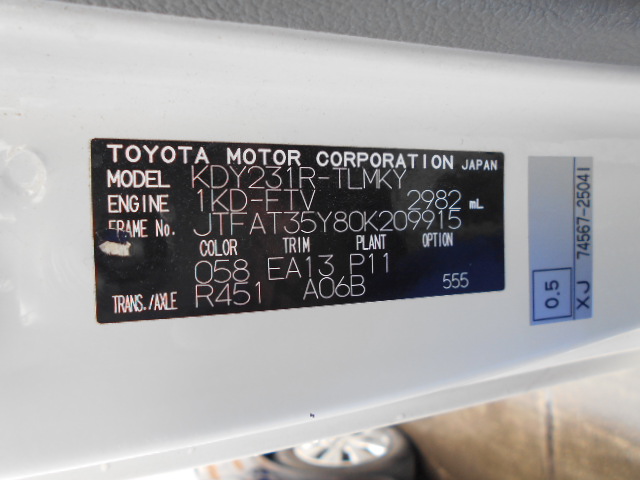 TOYOTA MOTOR CORPORATION JAPAN
MODEL KDY231R-TLMKY
ENGINE 1KD-FTV 2982 mL
FRAME No. JTFAT35Y80K209915
COLOR TRIM PLANT OPTION
058 EA13 P11
TRANS./AXLE R451 A06B 555
0.5
XJ 74567-25041